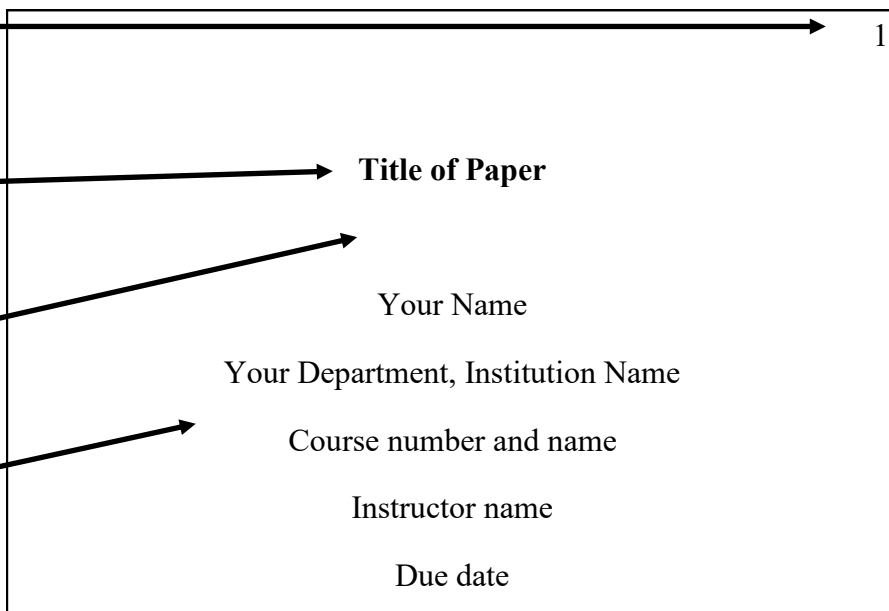 1
Title of Paper
Your Name
Your Department, Institution Name
Course number and name
Instructor name
Due date